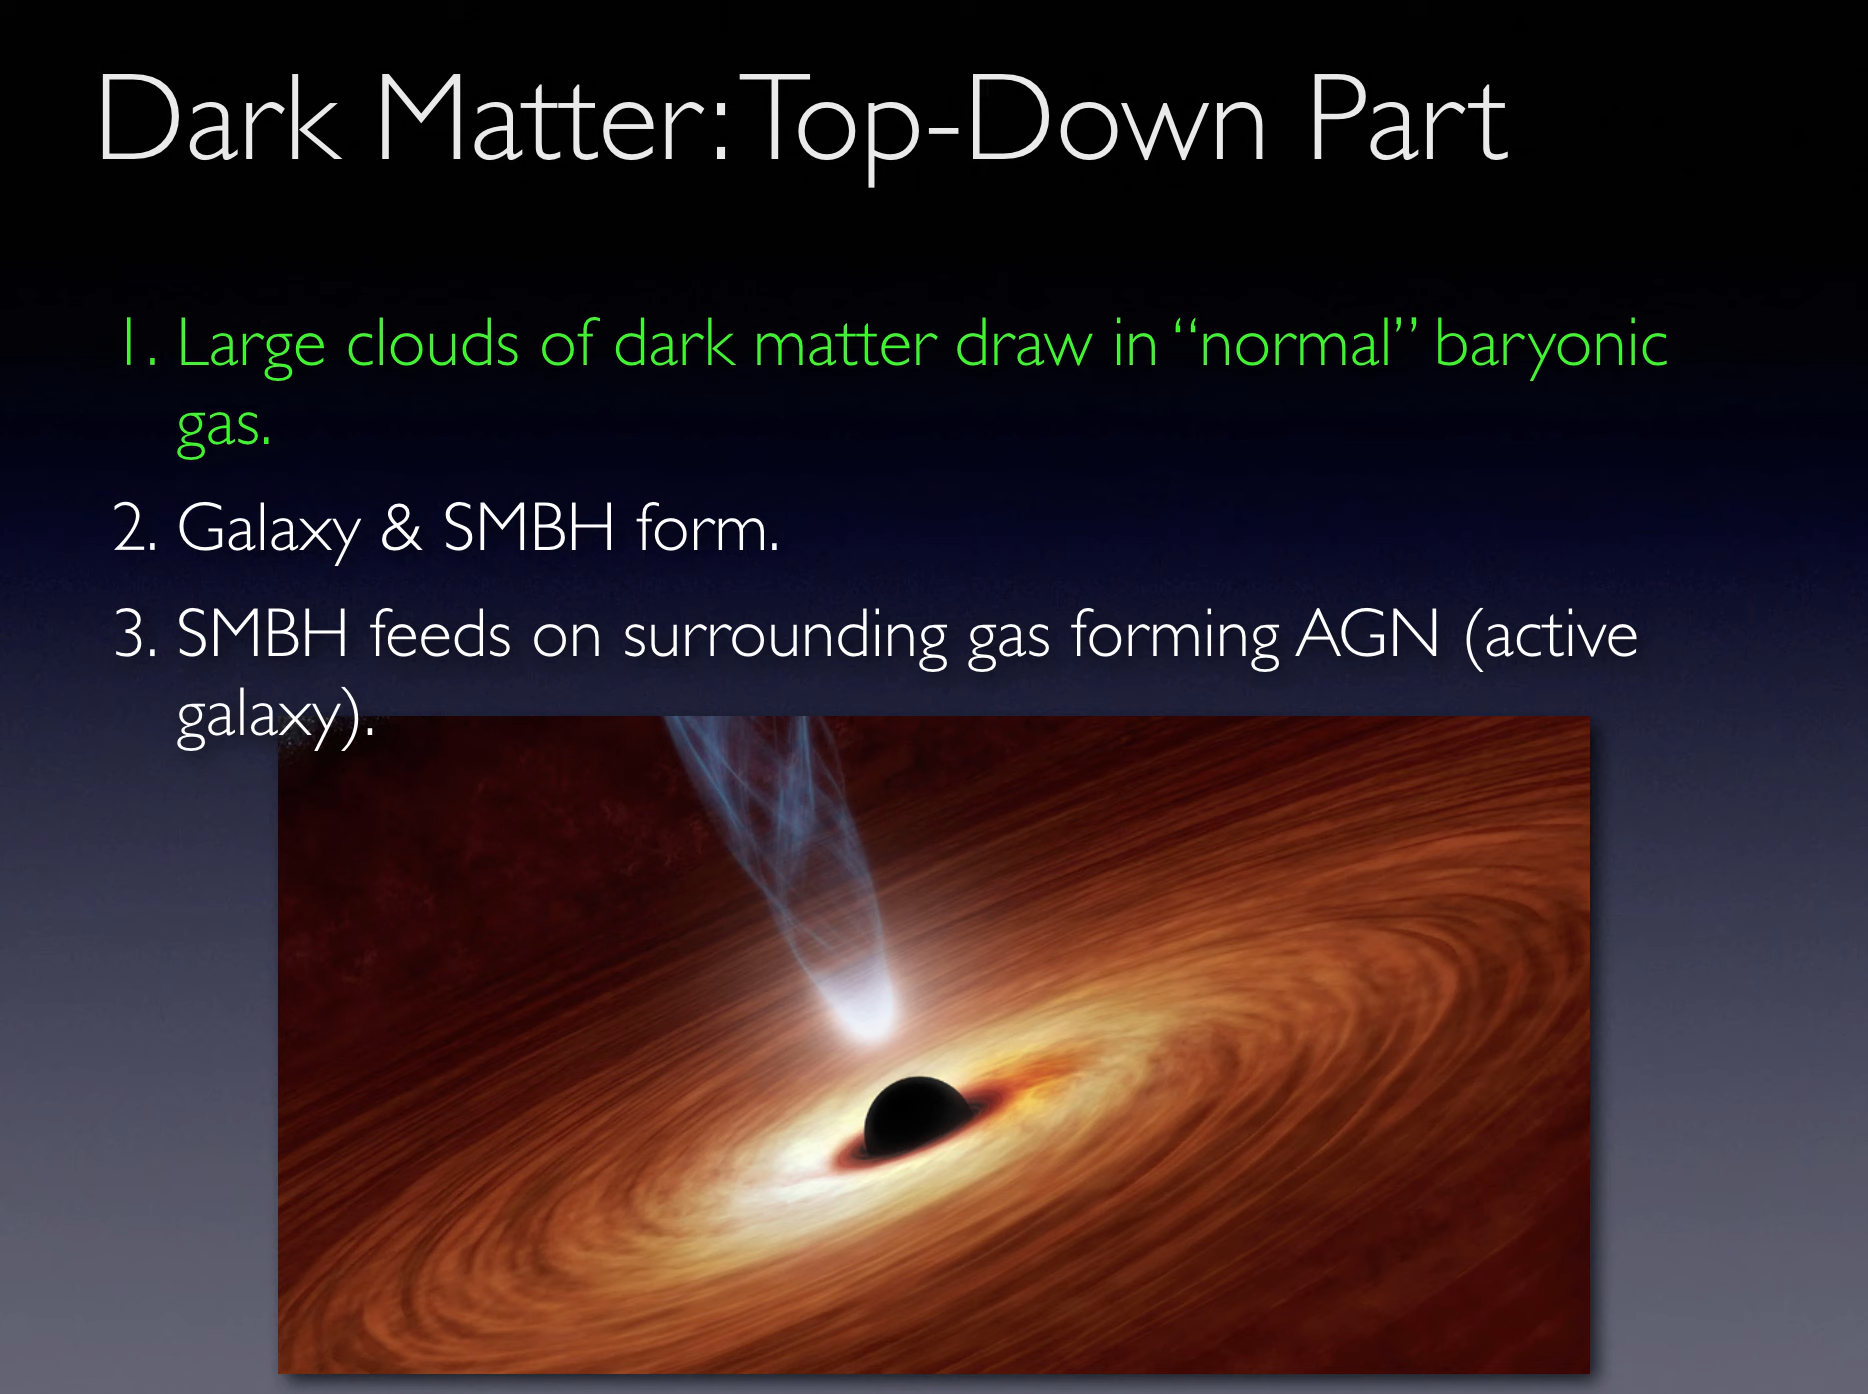 Dark Matter: Top-Down Part
1. Large clouds of dark matter draw in “normal” baryonic
gas.
2. Galaxy & SMBH form.
3. SMBH feeds on surrounding gas forming AGN (active
galaxy).